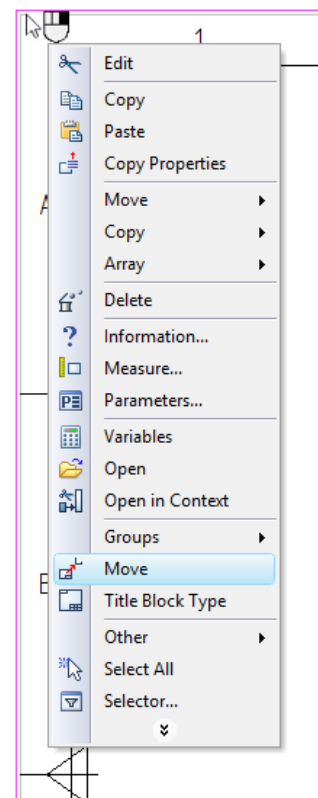 1
Edit
Copy
Paste
Copy Properties
A
Move
Copy
Array
Delete
?
Information...
Measure...
Parameters...
Variables
Open
Open in Context
Groups
Move
Title Block Type
Other
Select All
Selector...